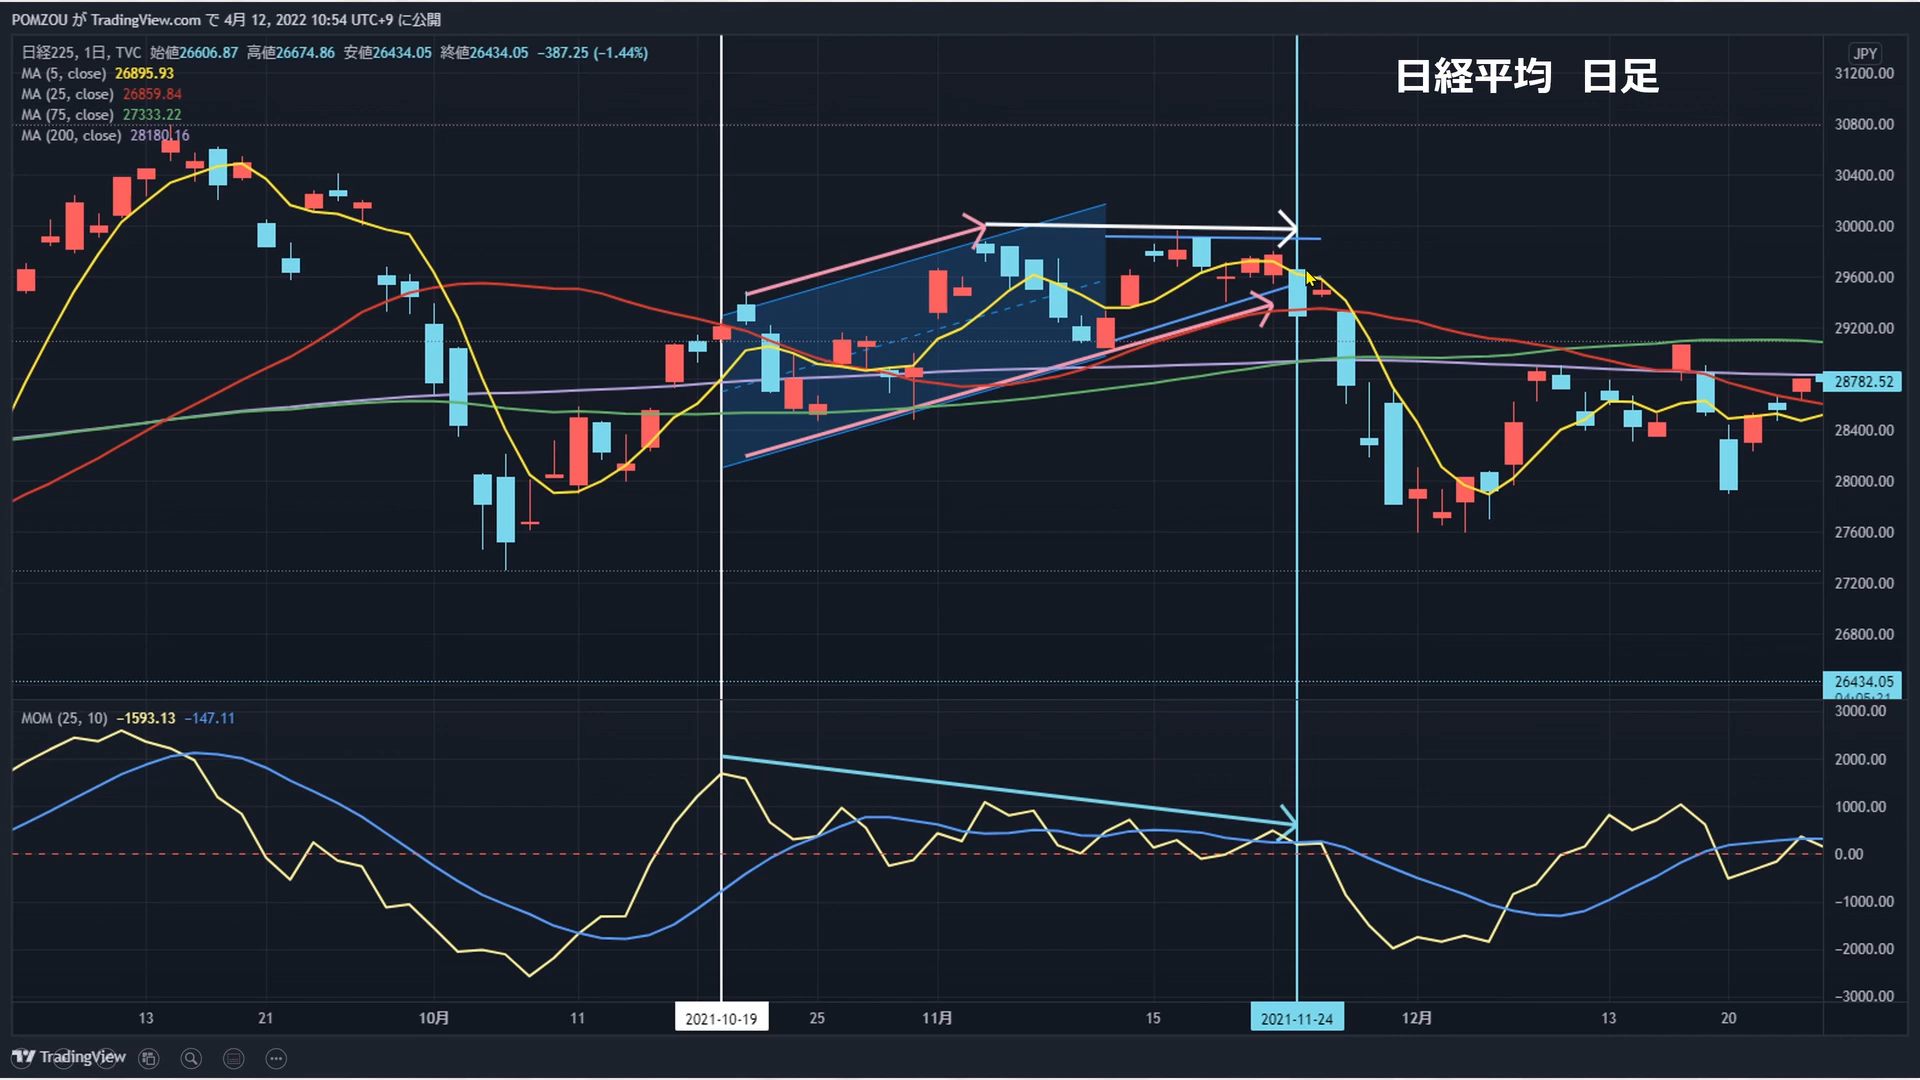 POMZOU が TradingView.com で 4月 12, 2022 10:54 UTC+9 に公開
日経225, 1日, TVC 始値26606.87 高値26674.86 安値26434.05 終値26434.05 −387.25 (−1.44%)
MA (5, close) 26895.93
MA (25, close) 26859.84
MA (75, close) 27333.22
MA (200, close) 28180.16
日経平均 日足
JPY
31200.00
30800.00
30400.00
30000.00
29600.00
29200.00
28782.52
28400.00
28000.00
27600.00
27200.00
26800.00
26434.05
04:05:21
MOM (25, 10) −1593.13 −147.11
3000.00
2000.00
1000.00
0.00
−1000.00
−2000.00
−3000.00
13 21 10月 11 2021-10-19 25 11月 15 2021-11-24 12月 13 20
TradingView